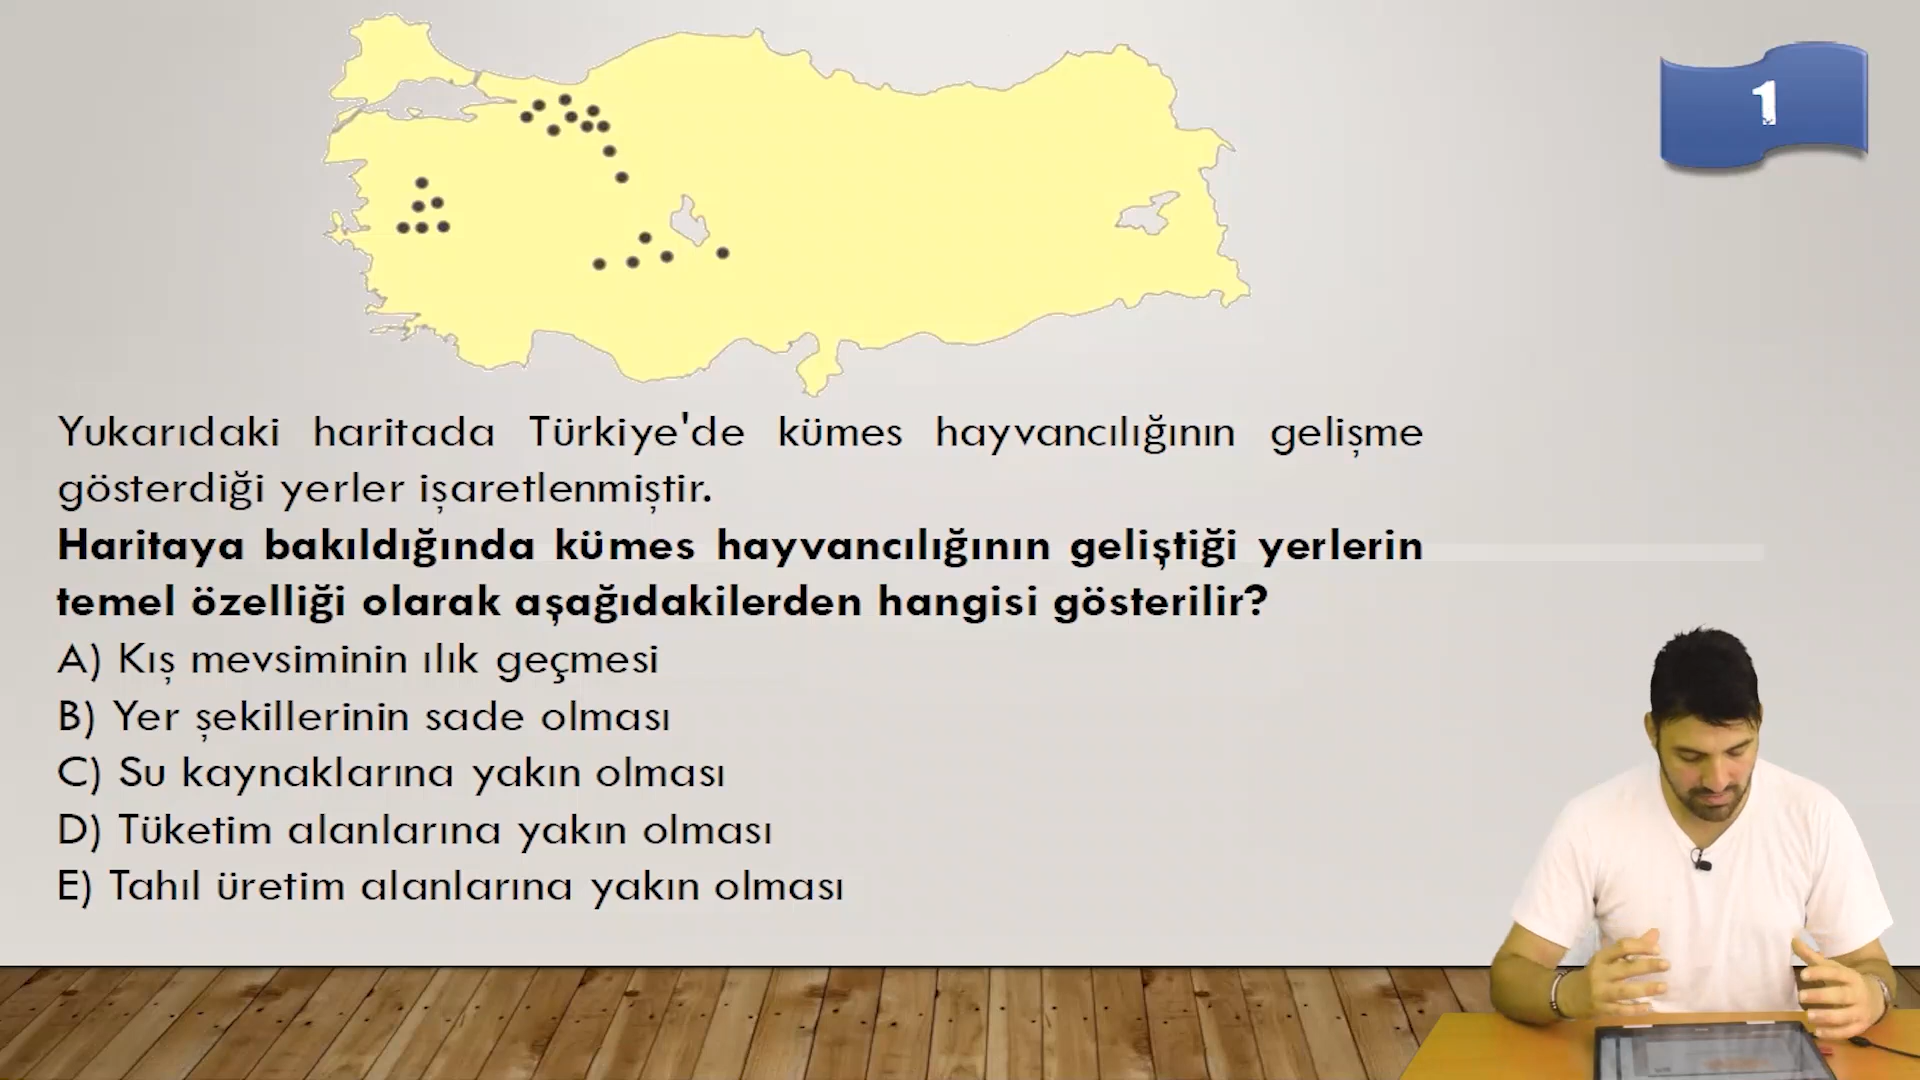 1
Yukarıdaki haritada Türkiye'de kümes hayvancılığının gelişme
gösterdiği yerler işaretlenmiştir.
Haritaya bakıldığında kümes hayvancılığının geliştiği yerlerin
temel özelliği olarak aşağıdakilerden hangisi gösterilir?
A) Kış mevsiminin ılık geçmesi
B) Yer şekillerinin sade olması
C) Su kaynaklarına yakın olması
D) Tüketim alanlarına yakın olması
E) Tahıl üretim alanlarına yakın olması